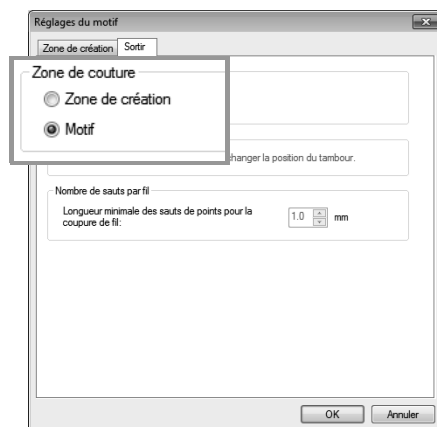 Réglages du motif
Zone de création Sortir
Zone de couture
Zone de création
Motif
changer la position du tambour.
Nombre de sauts par fil
Longueur minimale des sauts de points pour la
coupure de fil:
1.0 mm
OK Annuler